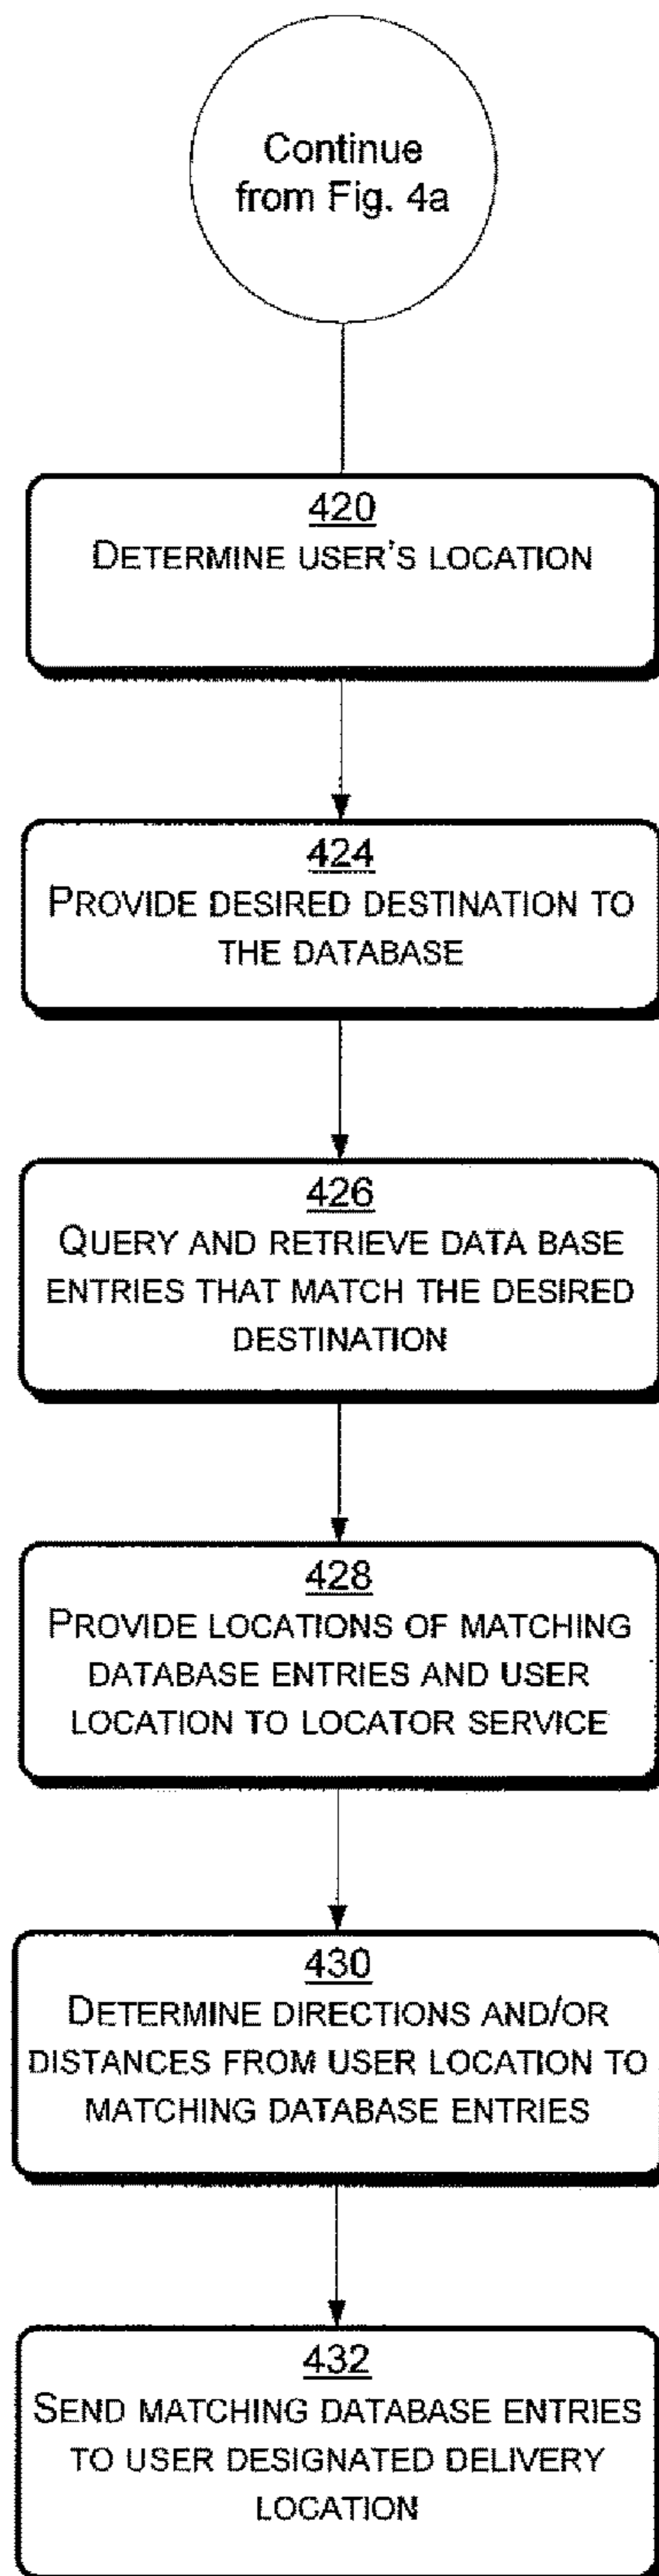 Continue
from Fig. 4a
420
DETERMINE USER'S LOCATION
424
PROVIDE DESIRED DESTINATION TO
THE DATABASE
426
QUERY AND RETRIEVE DATA BASE
ENTRIES THAT MATCH THE DESIRED
DESTINATION
428
PROVIDE LOCATIONS OF MATCHING
DATABASE ENTRIES AND USER
LOCATION TO LOCATOR SERVICE
430
DETERMINE DIRECTIONS AND/OR
DISTANCES FROM USER LOCATION TO
MATCHING DATABASE ENTRIES
432
SEND MATCHING DATABASE ENTRIES
TO USER DESIGNATED DELIVERY
LOCATION